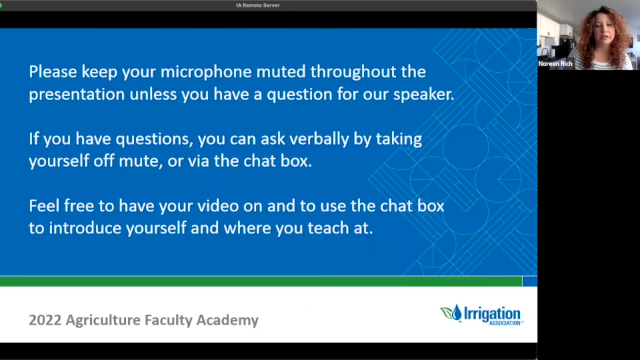 IA Remote Server
Please keep your microphone muted throughout the
presentation unless you have a question for our speaker.
If you have questions, you can ask verbally by taking
yourself off mute, or via the chat box.
Feel free to have your video on and to use the chat box
to introduce yourself and where you teach at.
2022 Agriculture Faculty Academy
Irrigation
ASSOCIATION
Noreen Rich